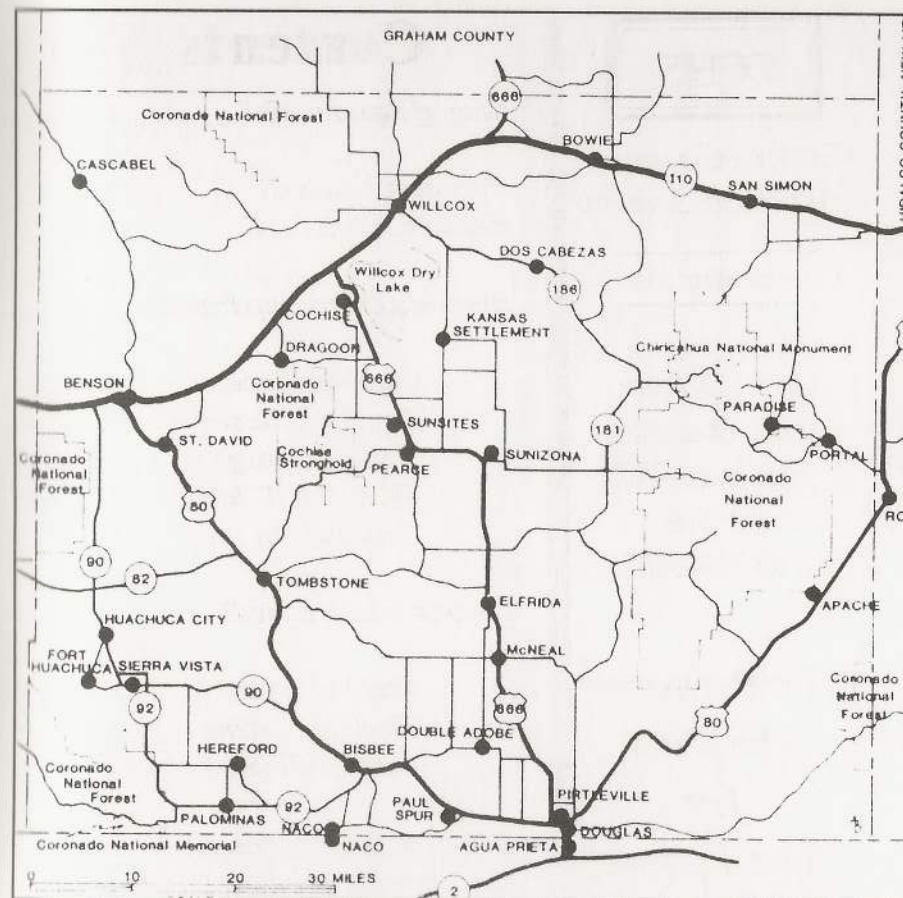 GRAHAM COUNTY
666
Coronado National Forest
CASCABEL
BOWIE
I10
SAN SIMON
WILLCOX
DOS CABEZAS
186
Willcox Dry
Lake
COCHISE
KANSAS
SETTLEMENT
DRAGOON
Chiricahua National Monument
666
BENSON
Coronado
National
Forest
PARADISE
SUNSITES
181
ST. DAVID
Cochise
Stronghold
SUNIZONA
PORTAL
PEARCE
Coronado
National
Forest
Coronado
National
Forest
80
RO
90
82
TOMBSTONE
APACHE
ELFRIDA
HUACHUCA CITY
McNEAL
FORT
HUACHUCA
SIERRA VISTA
Coronado
National
Forest
90
92
666
80
DOUBLE ADOBE
HEREFORD
BISBEE
Coronado
National
Forest
92
PALOMINAS
PAUL
SPUR
PIRTLEVILLE
NACO
DOUGLAS
Coronado National Memorial
NACO
AGUA PRIETA
0 10 20 30 MILES
2